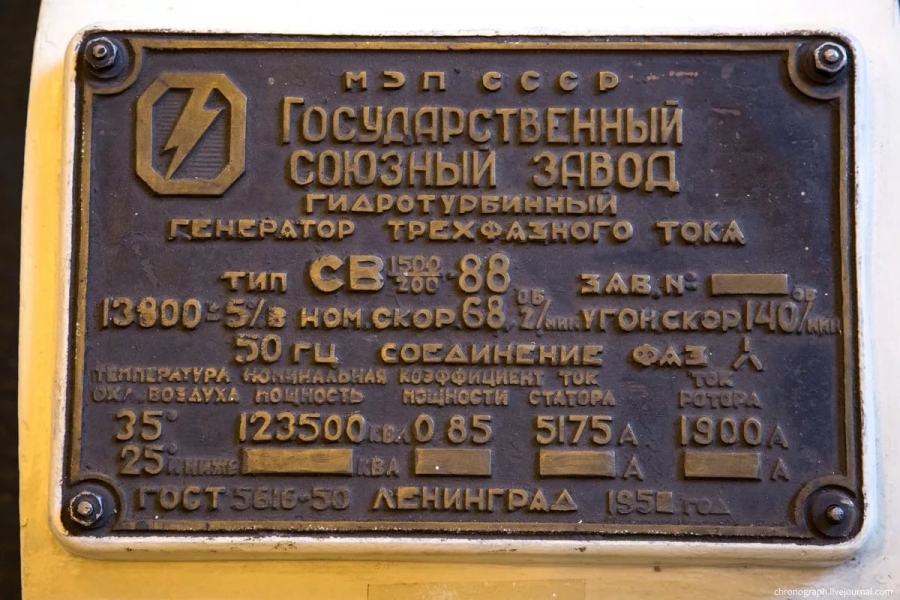 МЭП СССР
ГОСУДАРСТВЕННЫЙ
СОЮЗНЫЙ ЗАВОД
ГИДРОТУРБИННЫЙ
ГЕНЕРАТОР ТРЕХФАЗНОГО ТОКА
ТИП СВ 1500/200-88 ЗАВ. №
13800±5%В НОМ. СКОР. 68,2 ОБ/МИН УГОН. СКОР 140 ОБ/МИН
50 ГЦ СОЕДИНЕНИЕ ФАЗ
ТЕМПЕРАТУРА НОМИНАЛЬНАЯ КОЭФФИЦИЕНТ ТОК ТОК
ОХЛ. ВОЗДУХА МОЩНОСТЬ МОЩНОСТИ СТАТОРА РОТОРА
35° 123500 КВА 0.85 5175 А 1900 А
25° И НИЖЕ КВА А А
ГОСТ 5616-50 ЛЕНИНГРАД ГОД
chronograph.livejournal.com